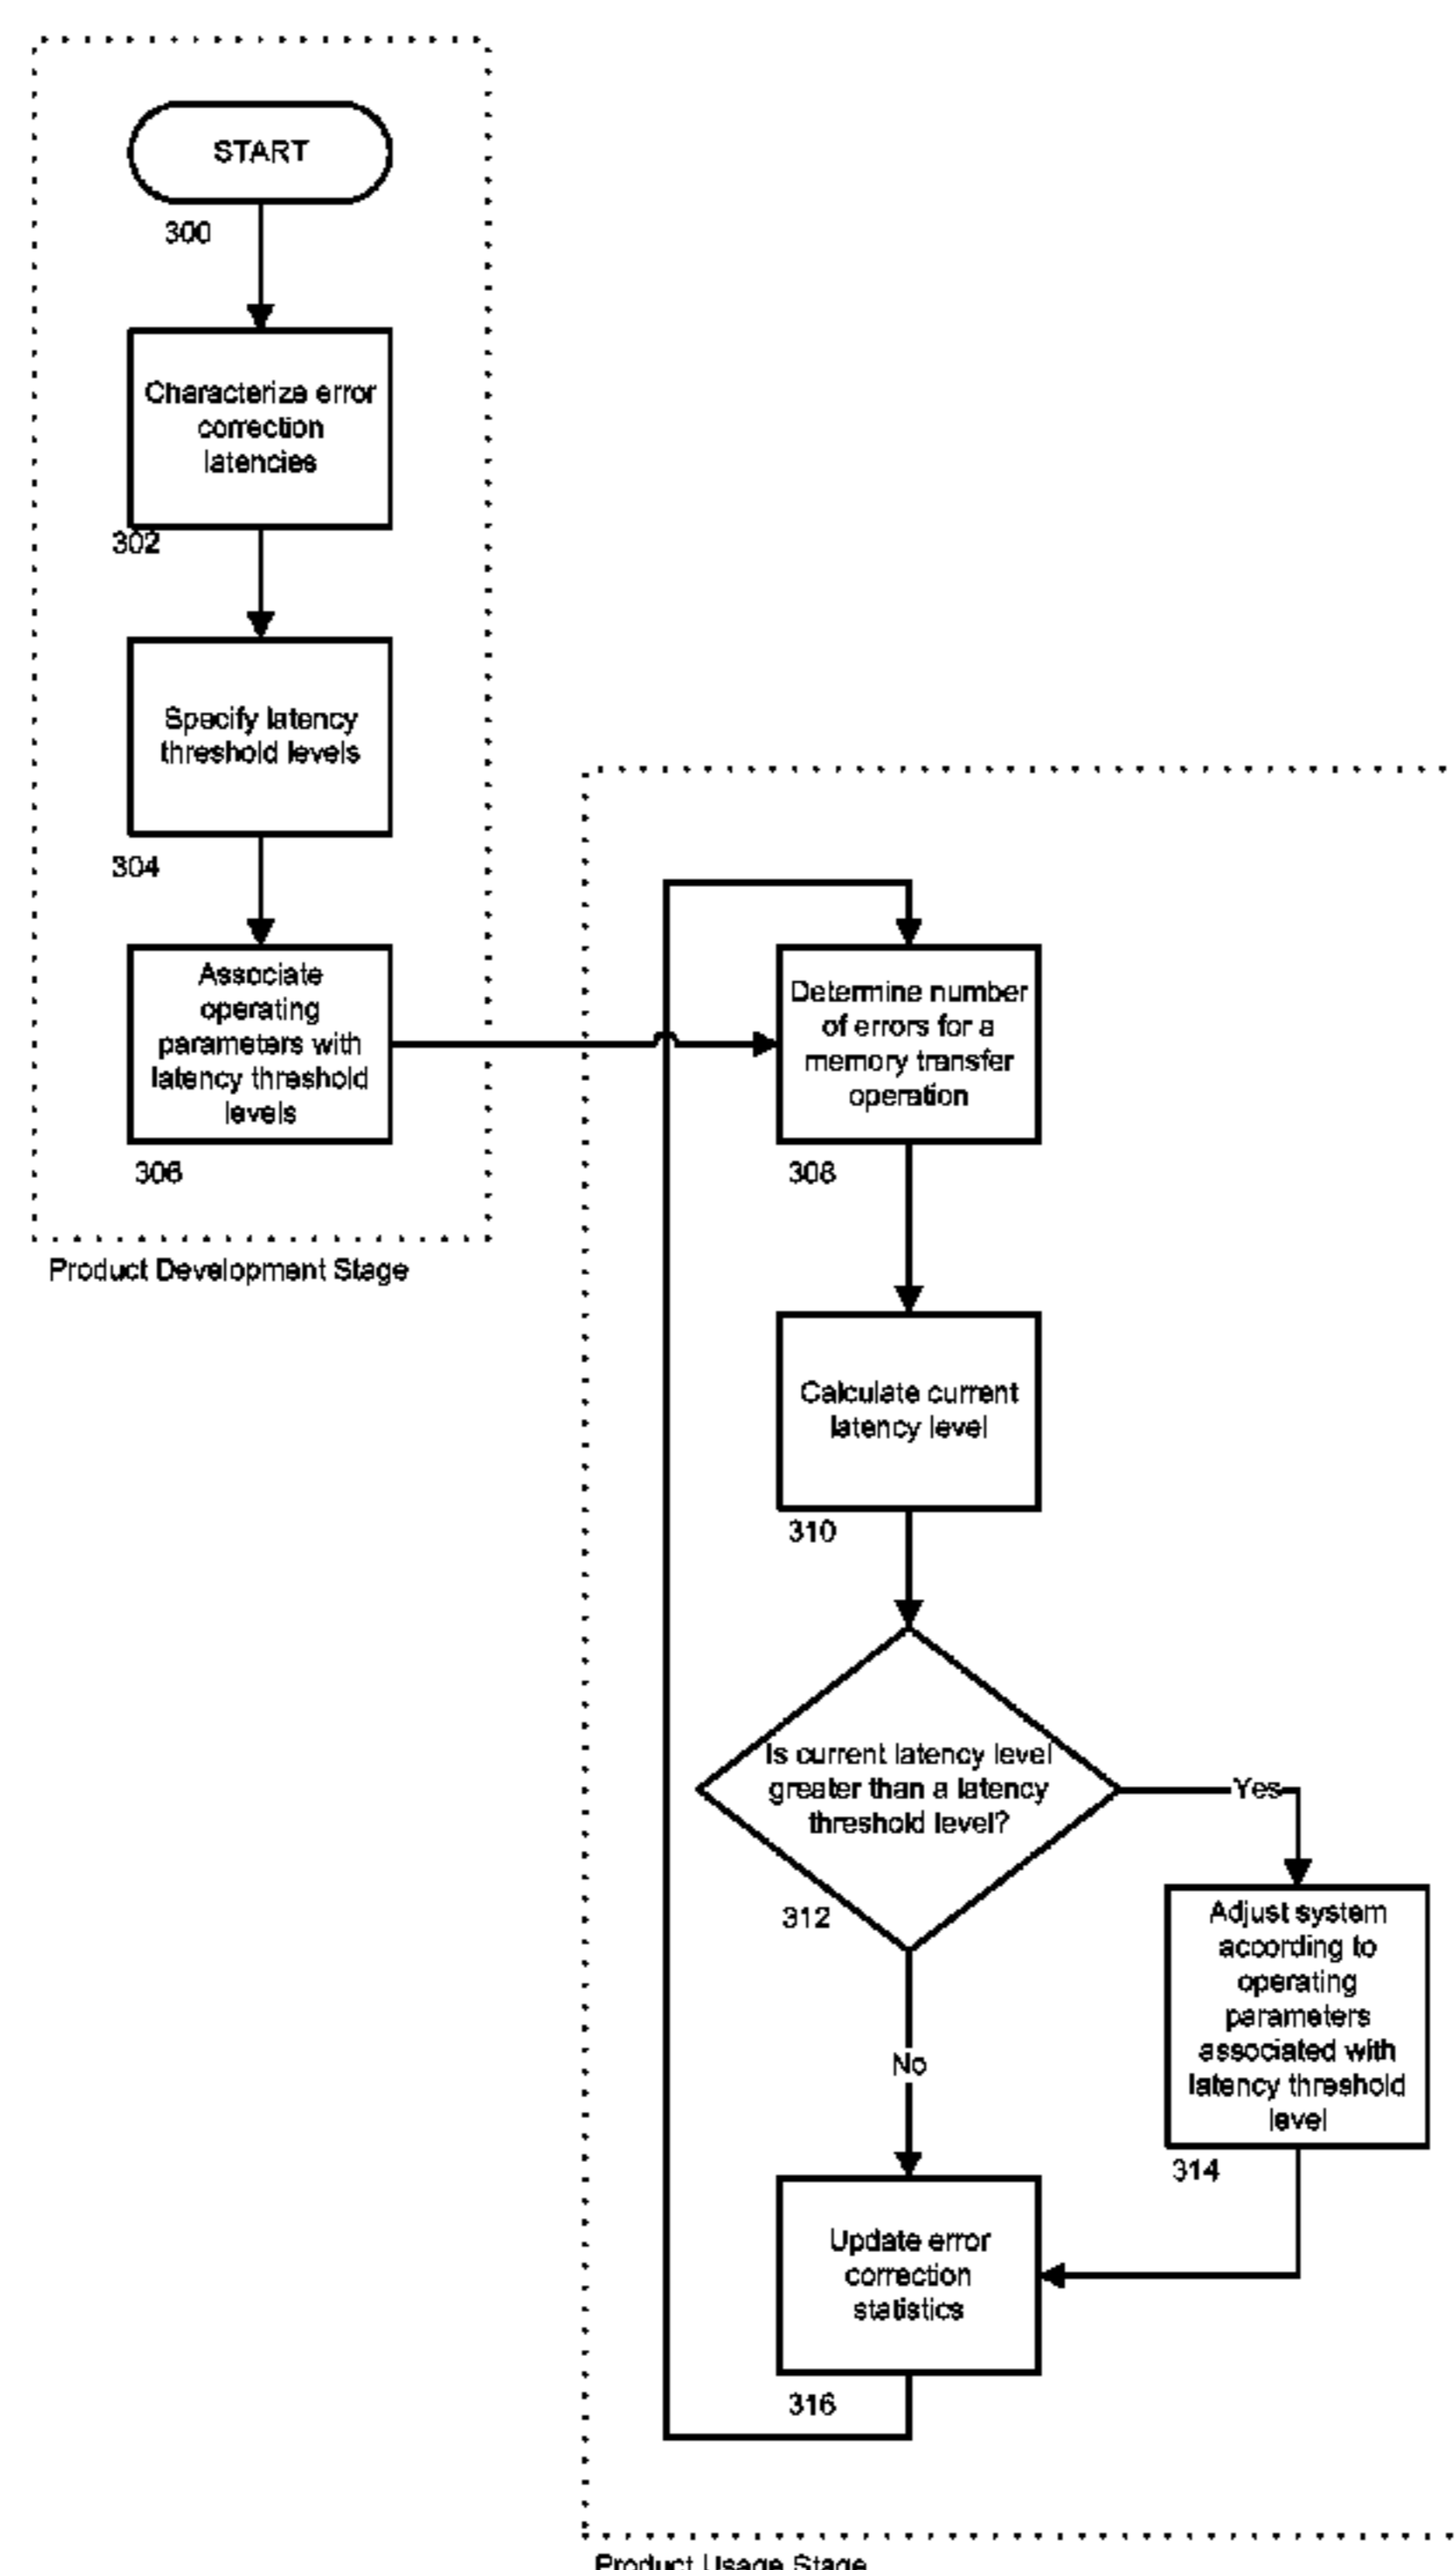 START
300
Characterize error
correction
latencies
302
Specify latency
threshold levels
304
Associate
operating
parameters with
latency threshold
levels
306
Product Development Stage
Determine number
of errors for a
memory transfer
operation
308
Calculate current
latency level
310
Is current latency level
greater than a latency
threshold level?
312
Yes
Adjust system
according to
operating
parameters
associated with
latency threshold
level
314
No
Update error
correction
statistics
316
Product Usage Stage